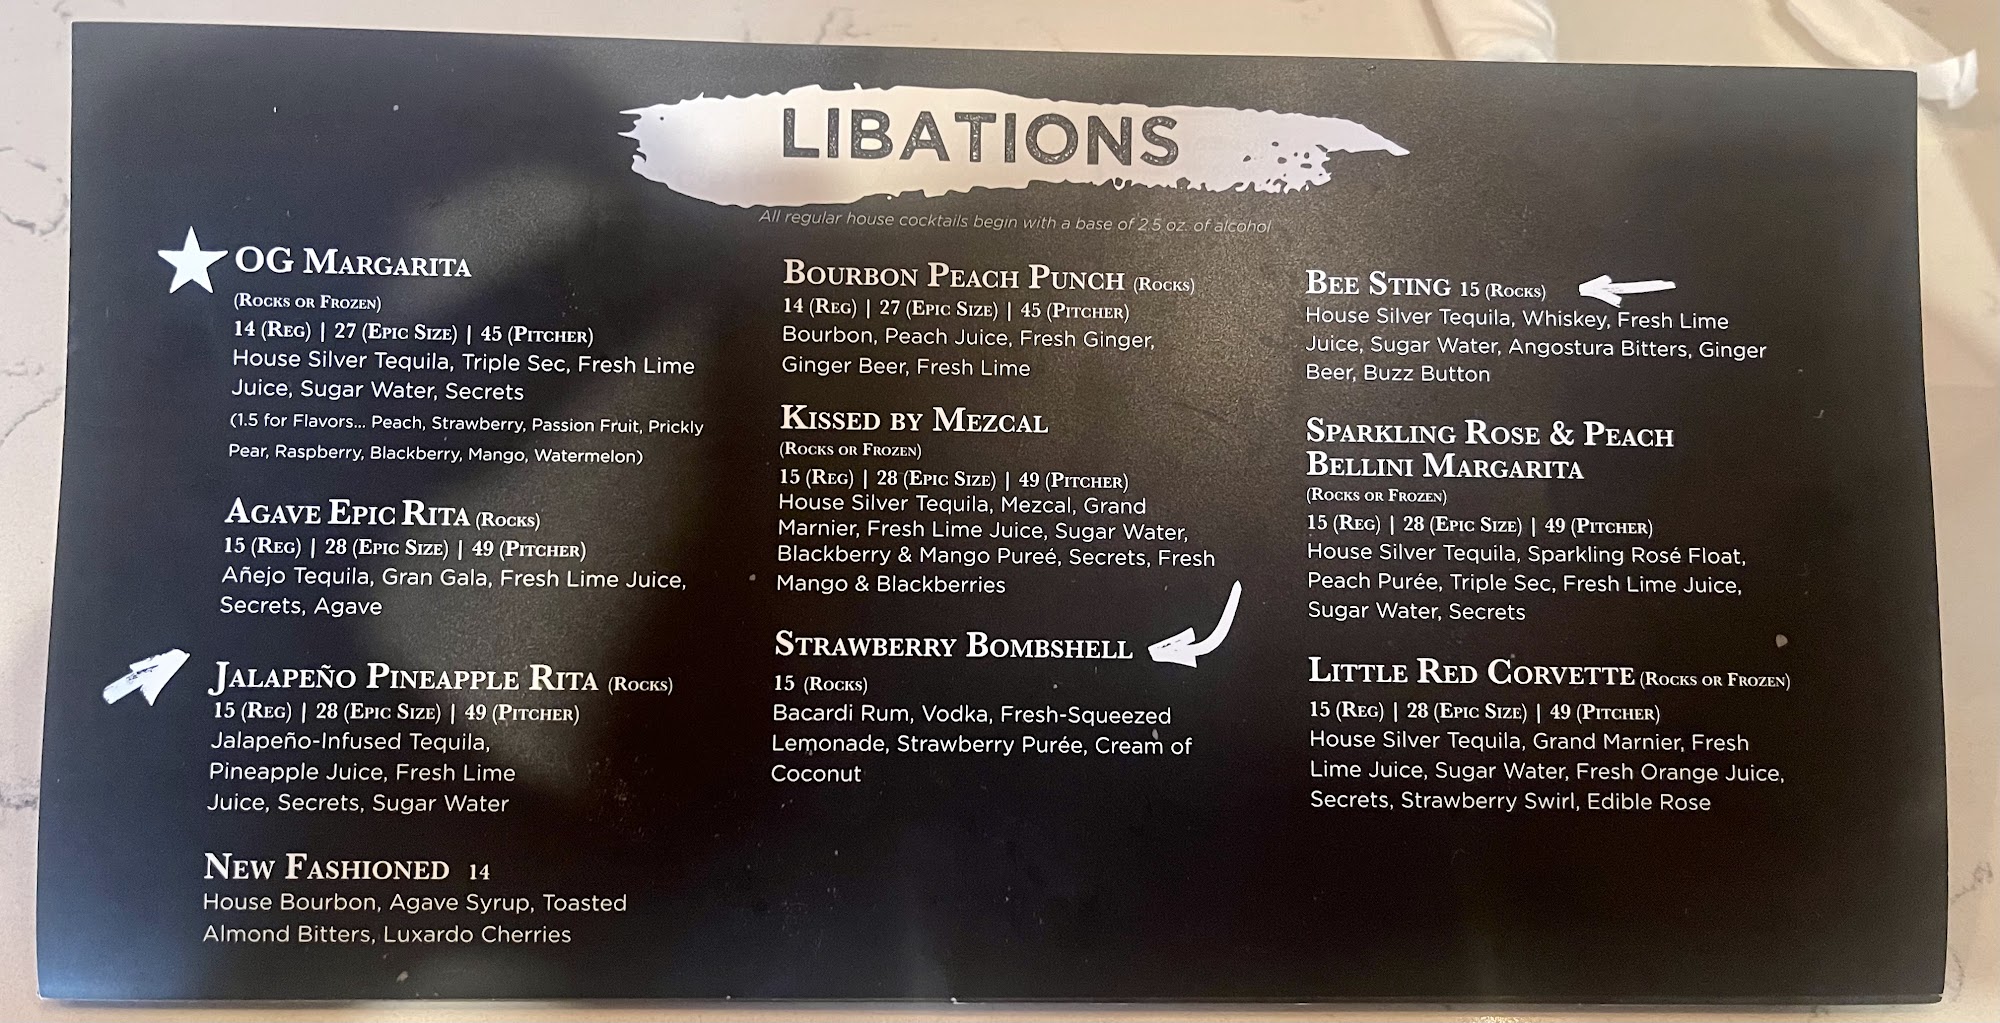 LIBATIONS
All regular house cocktails begin with a base of 2.5 oz. of alcohol
OG Margarita
(Rocks or Frozen)
14 (Reg) | 27 (Epic Size) | 45 (Pitcher)
House Silver Tequila, Triple Sec, Fresh Lime
Juice, Sugar Water, Secrets
(1.5 for Flavors... Peach, Strawberry, Passion Fruit, Prickly
Pear, Raspberry, Blackberry, Mango, Watermelon)
Agave Epic Rita (Rocks)
15 (Reg) | 28 (Epic Size) | 49 (Pitcher)
Añejo Tequila, Gran Gala, Fresh Lime Juice,
Secrets, Agave
Jalapeño Pineapple Rita (Rocks)
15 (Reg) | 28 (Epic Size) | 49 (Pitcher)
Jalapeño-Infused Tequila,
Pineapple Juice, Fresh Lime
Juice, Secrets, Sugar Water
New Fashioned 14
House Bourbon, Agave Syrup, Toasted
Almond Bitters, Luxardo Cherries
Bourbon Peach Punch (Rocks)
14 (Reg) | 27 (Epic Size) | 45 (Pitcher)
Bourbon, Peach Juice, Fresh Ginger,
Ginger Beer, Fresh Lime
Kissed by Mezcal
(Rocks or Frozen)
15 (Reg) | 28 (Epic Size) | 49 (Pitcher)
House Silver Tequila, Mezcal, Grand
Marnier, Fresh Lime Juice, Sugar Water,
Blackberry & Mango Pureé, Secrets, Fresh
Mango & Blackberries
Strawberry Bombshell
15 (Rocks)
Bacardi Rum, Vodka, Fresh-Squeezed
Lemonade, Strawberry Purée, Cream of
Coconut
Bee Sting 15 (Rocks)
House Silver Tequila, Whiskey, Fresh Lime
Juice, Sugar Water, Angostura Bitters, Ginger
Beer, Buzz Button
Sparkling Rose & Peach
Bellini Margarita
(Rocks or Frozen)
15 (Reg) | 28 (Epic Size) | 49 (Pitcher)
House Silver Tequila, Sparkling Rosé Float,
Peach Purée, Triple Sec, Fresh Lime Juice,
Sugar Water, Secrets
Little Red Corvette (Rocks or Frozen)
15 (Reg) | 28 (Epic Size) | 49 (Pitcher)
House Silver Tequila, Grand Marnier, Fresh
Lime Juice, Sugar Water, Fresh Orange Juice,
Secrets, Strawberry Swirl, Edible Rose